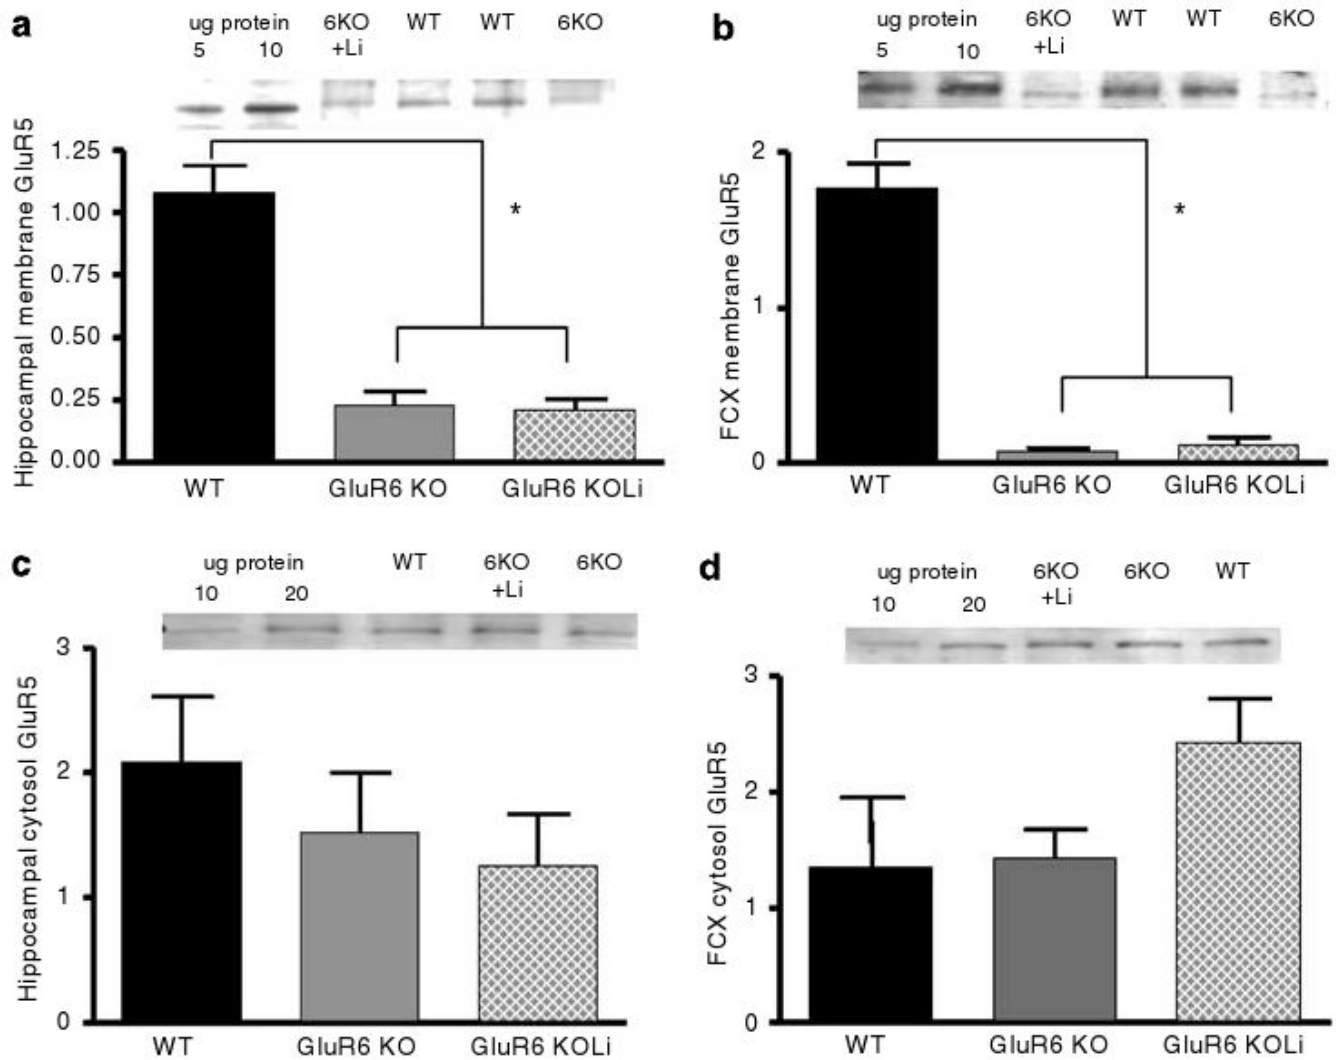 a
ug protein
5 10
6KO
+Li
WT
WT
6KO
Hippocampal membrane GluR5
1.25
1.00
0.75
0.50
0.25
0.00
*
WT GluR6 KO GluR6 KOLi
b
ug protein
5 10
6KO
+Li
WT
WT
6KO
FCX membrane GluR5
2
1
0
*
WT GluR6 KO GluR6 KOLi
c
ug protein
10 20
WT
6KO
+Li
6KO
Hippocampal cytosol GluR5
3
2
1
0
WT GluR6 KO GluR6 KOLi
d
ug protein
10 20
6KO
+Li
6KO
WT
FCX cytosol GluR5
3
2
1
0
WT GluR6 KO GluR6 KOLi